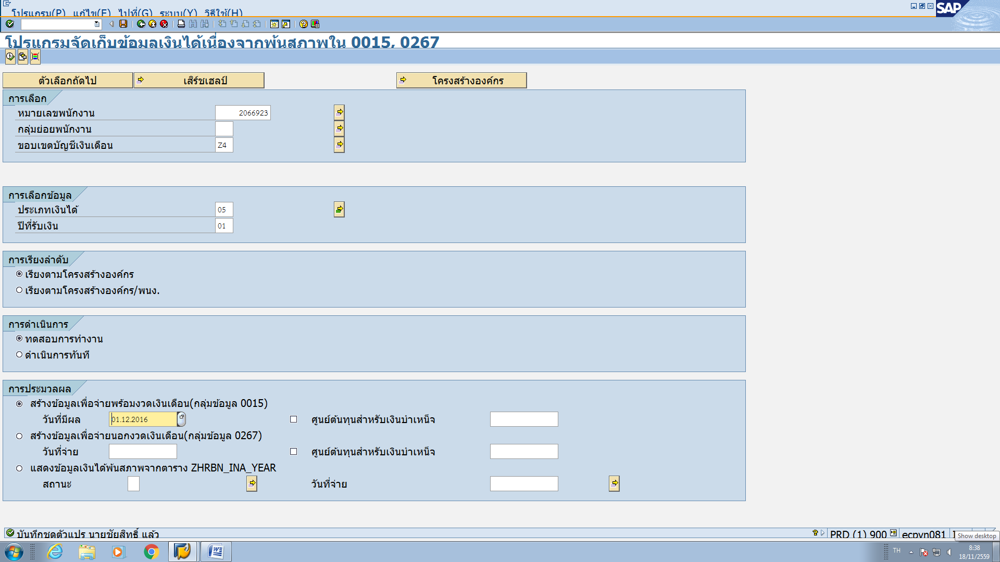 โปรแกรม(P) แก้ไข(E) ไปที่(G) ระบบ(Y) วิธีใช้(H)
SAP
โปรแกรมจัดเก็บข้อมูลเงินได้เนื่องจากพ้นสภาพใน 0015, 0267
ตัวเลือกถัดไป เสิร์ชเฮลป์ โครงสร้างองค์กร
การเลือก
หมายเลขพนักงาน 2066923
กลุ่มย่อยพนักงาน
ขอบเขตบัญชีเงินเดือน Z4
การเลือกข้อมูล
ประเภทเงินได้ 05
ปีที่รับเงิน 01
การเรียงลำดับ
เรียงตามโครงสร้างองค์กร
เรียงตามโครงสร้างองค์กร/พนง.
การดำเนินการ
ทดสอบการทำงาน
ดำเนินการทันที
การประมวลผล
สร้างข้อมูลเพื่อจ่ายพร้อมงวดเงินเดือน(กลุ่มข้อมูล 0015)
วันที่มีผล 01.12.2016 ศูนย์ต้นทุนสำหรับเงินบำเหน็จ
สร้างข้อมูลเพื่อจ่ายนอกงวดเงินเดือน(กลุ่มข้อมูล 0267)
วันที่จ่าย ศูนย์ต้นทุนสำหรับเงินบำเหน็จ
แสดงข้อมูลเงินได้พ้นสภาพจากตาราง ZHRBN_INA_YEAR
สถานะ วันที่จ่าย
บันทึกชุดตัวแปร นายชัยสิทธิ์ แล้ว PRD (1) 900 ecpvn081
Show desktop
TH 8:38
18/11/2559